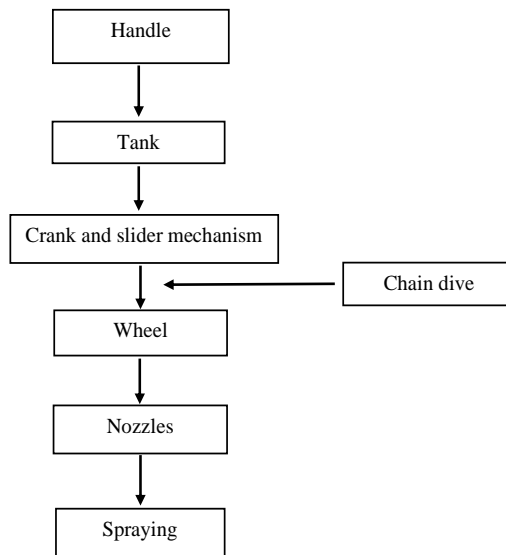 Handle
Tank
Crank and slider mechanism
Chain dive
Wheel
Nozzles
Spraying